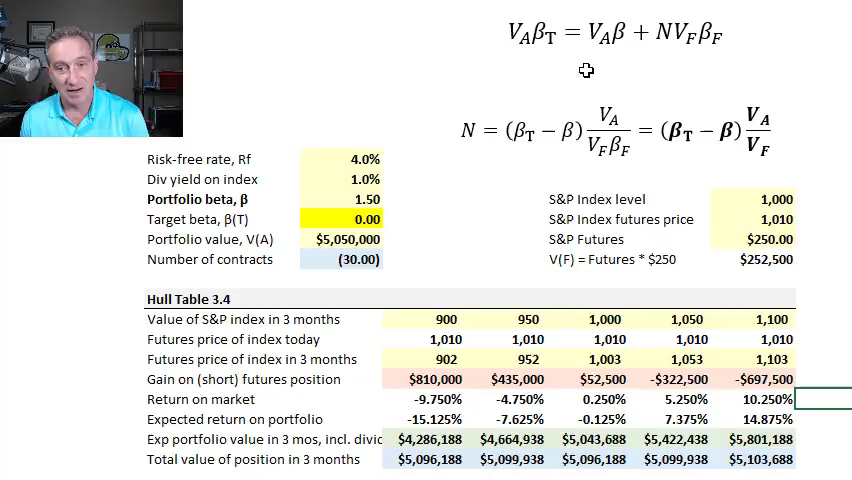 V_A β_T = V_A β + N V_F β_F
N = (β_T − β) V_A / V_F β_F = (β_T − β) V_A / V_F
Risk-free rate, Rf 4.0%
Div yield on index 1.0%
Portfolio beta, β 1.50 S&P Index level 1,000
Target beta, β(T) 0.00 S&P Index futures price 1,010
Portfolio value, V(A) $5,050,000 S&P Futures $250.00
Number of contracts (30.00) V(F) = Futures * $250 $252,500
Hull Table 3.4
Value of S&P index in 3 months 900 950 1,000 1,050 1,100
Futures price of index today 1,010 1,010 1,010 1,010 1,010
Futures price of index in 3 months 902 952 1,003 1,053 1,103
Gain on (short) futures position $810,000 $435,000 $52,500 -$322,500 -$697,500
Return on market -9.750% -4.750% 0.250% 5.250% 10.250%
Expected return on portfolio -15.125% -7.625% -0.125% 7.375% 14.875%
Exp portfolio value in 3 mos, incl. divid $4,286,188 $4,664,938 $5,043,688 $5,422,438 $5,801,188
Total value of position in 3 months $5,096,188 $5,099,938 $5,096,188 $5,099,938 $5,103,688